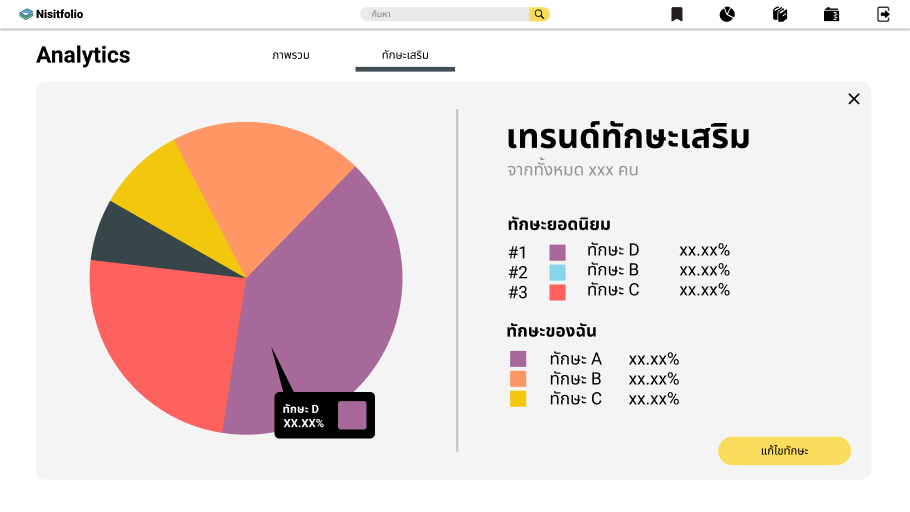 Nisitfolio
ค้นหา
Analytics
ภาพรวม
ทักษะเสริม
เทรนด์ทักษะเสริม
จากทั้งหมด xxx คน
ทักษะยอดนิยม
#1 ทักษะ D xx.xx%
#2 ทักษะ B xx.xx%
#3 ทักษะ C xx.xx%
ทักษะของฉัน
ทักษะ A xx.xx%
ทักษะ B xx.xx%
ทักษะ C xx.xx%
ทักษะ D
XX.XX%
แก้ไขทักษะ